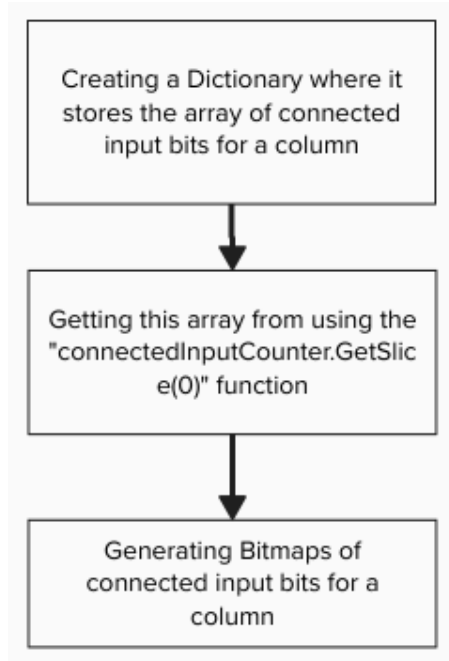 Creating a Dictionary where it
stores the array of connected
input bits for a column
Getting this array from using the
"connectedInputCounter.GetSlic
e(0)" function
Generating Bitmaps of
connected input bits for a
column